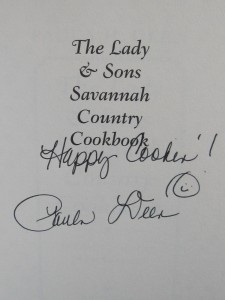 The Lady
& Sons
Savannah
Country
Cookbook
Happy Cookin'!
Paula Deen